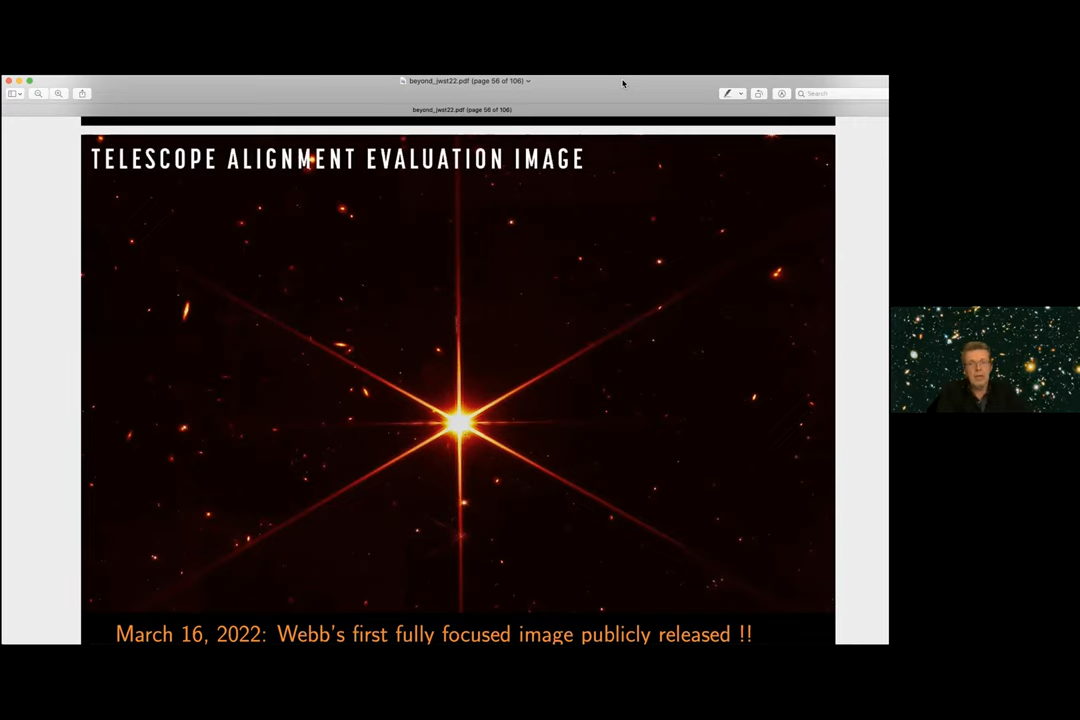 beyond_jwst22.pdf (page 56 of 106)
Search
beyond_jwst22.pdf (page 56 of 106)
TELESCOPE ALIGNMENT EVALUATION IMAGE
March 16, 2022: Webb's first fully focused image publicly released !!